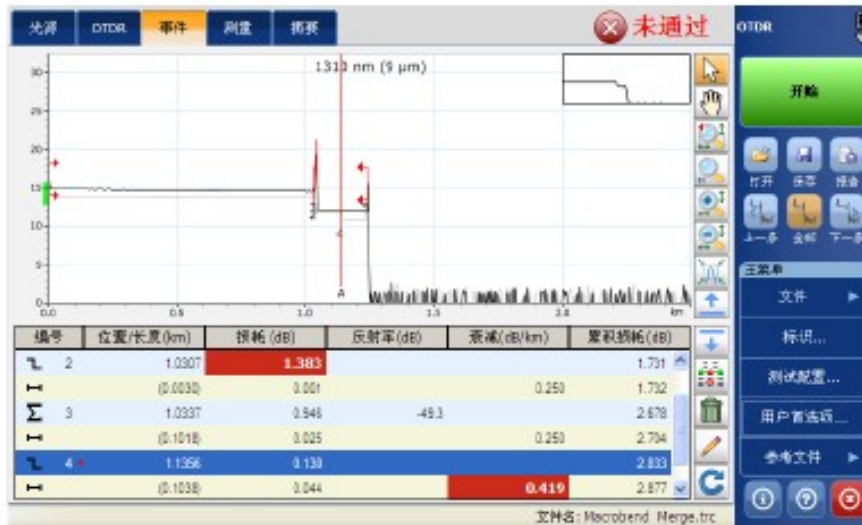 光源 OTDR 事件 测量 摘要
未通过
OTDR
1310 nm (9 µm)
开始
30
25
20
15
10
5
0.0 0.5 1.0 1.5 2.0 km
A
打开 保存 报告
上一条 全部 下一条
主菜单
文件
标识...
测试配置...
用户首选项...
参考文件
编号 位置/长度(km) 损耗 (dB) 反射率(dB) 衰减(dB/km) 累积损耗(dB)
2 1.0307 1.383 1.731
(0.0030) 0.001 0.250 1.732
Σ 3 1.0337 0.946 -49.3 2.678
(0.1018) 0.025 0.250 2.704
4 1.1356 0.130 2.833
(0.1038) 0.044 0.419 2.877
文件名: Macrobend Merge.trc